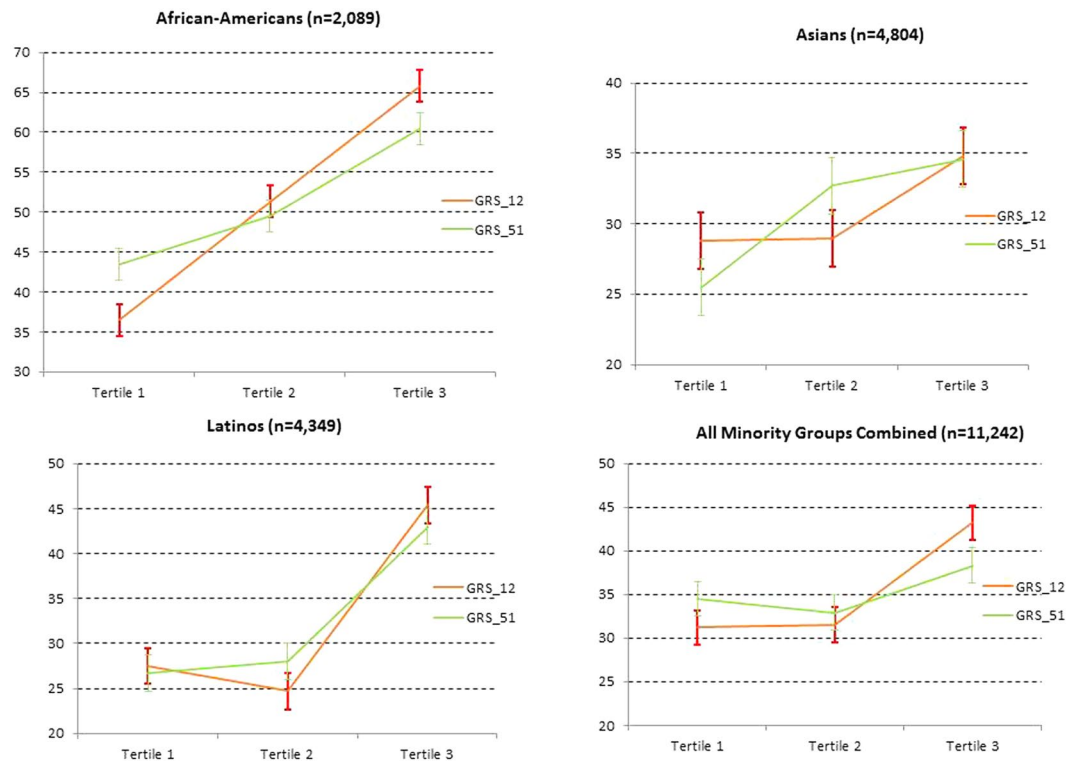 African-Americans (n=2,089)
70
65
60
55
50
45
40
35
30
Tertile 1 Tertile 2 Tertile 3
GRS_12
GRS_51
Asians (n=4,804)
40
35
30
25
20
Tertile 1 Tertile 2 Tertile 3
GRS_12
GRS_51
Latinos (n=4,349)
50
45
40
35
30
25
20
Tertile 1 Tertile 2 Tertile 3
GRS_12
GRS_51
All Minority Groups Combined (n=11,242)
50
45
40
35
30
25
20
Tertile 1 Tertile 2 Tertile 3
GRS_12
GRS_51